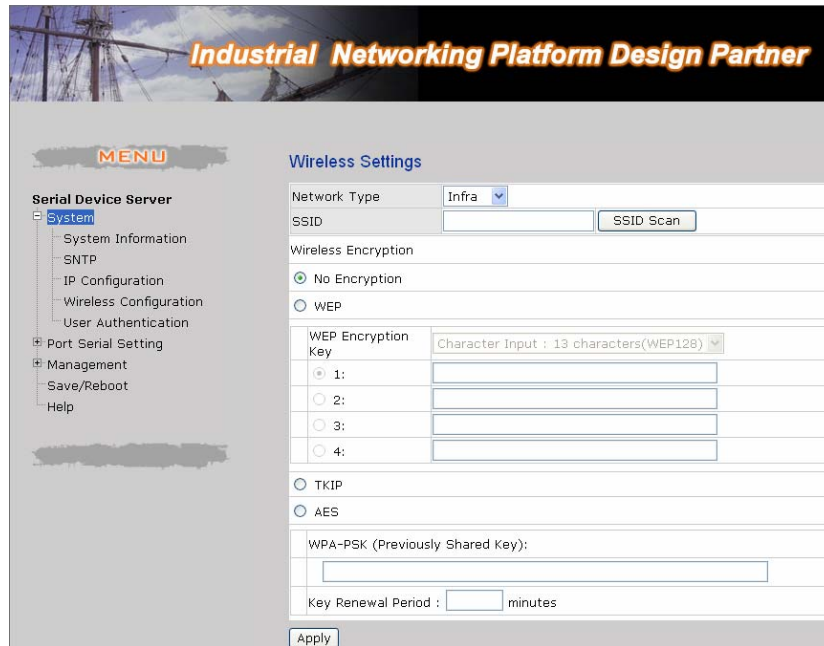 Industrial Networking Platform Design Partner
MENU
Serial Device Server
System
System Information
SNTP
IP Configuration
Wireless Configuration
User Authentication
Port Serial Setting
Management
Save/Reboot
Help
Wireless Settings
Network Type Infra
SSID SSID Scan
Wireless Encryption
No Encryption
WEP
WEP Encryption Key Character Input : 13 characters(WEP128)
1:
2:
3:
4:
TKIP
AES
WPA-PSK (Previously Shared Key):
Key Renewal Period : minutes
Apply